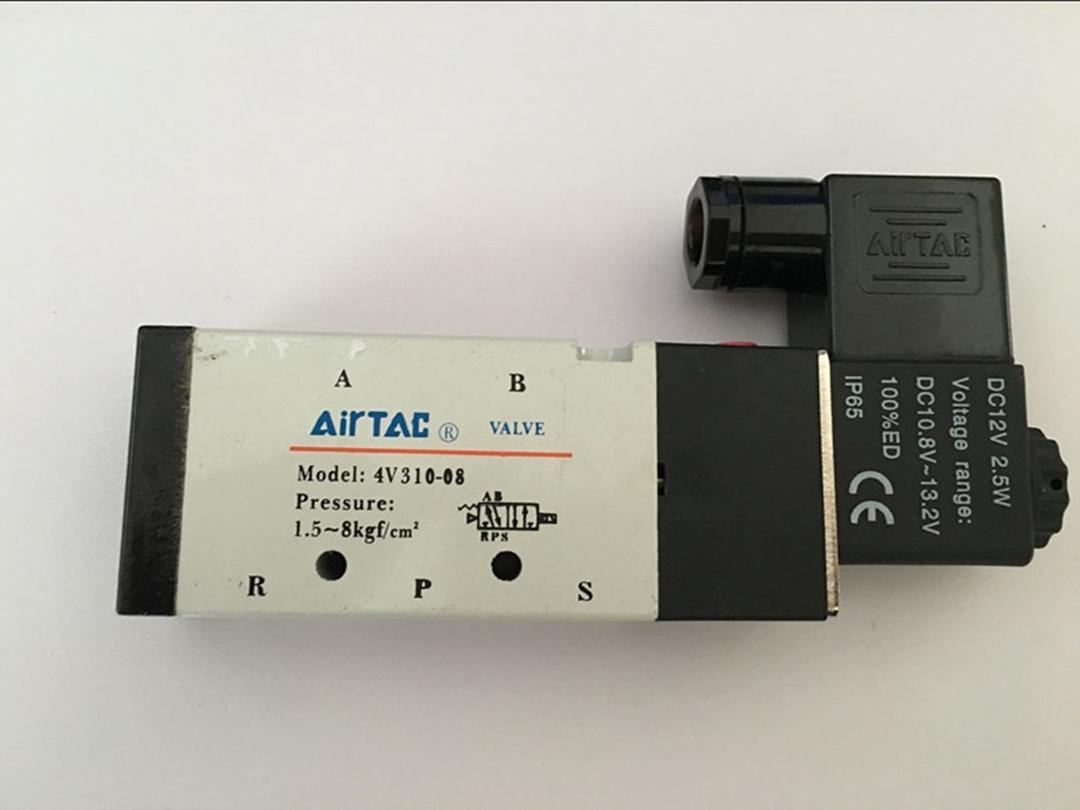 A
B
AirTAC ®
VALVE
Model: 4V310-08
Pressure:
1.5~8kgf/cm²
AB
RPS
R
P
S
AirTAC
DC12V 2.5W
Voltage range:
DC10.8V~13.2V
100%ED
IP65
CE